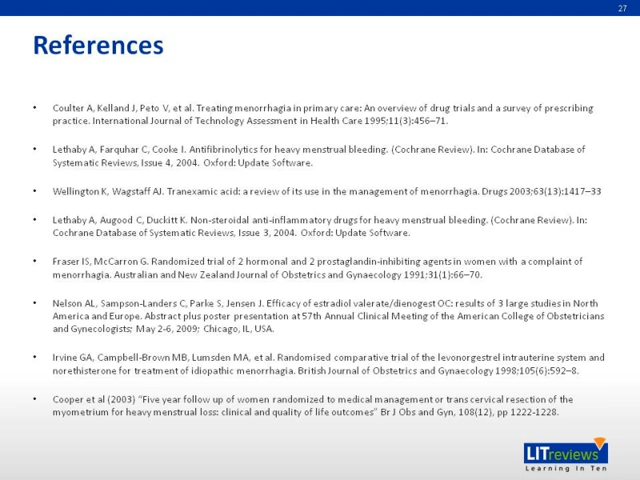 27
References
• Coulter A, Kelland J, Peto V, et al. Treating menorrhagia in primary care: An overview of drug trials and a survey of prescribing
practice. International Journal of Technology Assessment in Health Care 1995;11(3):456–71.
• Lethaby A, Farquhar C, Cooke I. Antifibrinolytics for heavy menstrual bleeding. (Cochrane Review). In: Cochrane Database of
Systematic Reviews, Issue 4, 2004. Oxford: Update Software.
• Wellington K, Wagstaff AJ. Tranexamic acid: a review of its use in the management of menorrhagia. Drugs 2003;63(13):1417–33
• Lethaby A, Augood C, Duckitt K. Non-steroidal anti-inflammatory drugs for heavy menstrual bleeding. (Cochrane Review). In:
Cochrane Database of Systematic Reviews, Issue 3, 2004. Oxford: Update Software.
• Fraser IS, McCarron G. Randomized trial of 2 hormonal and 2 prostaglandin-inhibiting agents in women with a complaint of
menorrhagia. Australian and New Zealand Journal of Obstetrics and Gynaecology 1991;31(1):66–70.
• Nelson AL, Sampson-Landers C, Parke S, Jensen J. Efficacy of estradiol valerate/dienogest OC: results of 3 large studies in North
America and Europe. Abstract plus poster presentation at 57th Annual Clinical Meeting of the American College of Obstetricians
and Gynecologists; May 2-6, 2009; Chicago, IL, USA.
• Irvine GA, Campbell-Brown MB, Lumsden MA, et al. Randomised comparative trial of the levonorgestrel intrauterine system and
norethisterone for treatment of idiopathic menorrhagia. British Journal of Obstetrics and Gynaecology 1998;105(6):592–8.
• Cooper et al (2003) “Five year follow up of women randomized to medical management or trans cervical resection of the
myometrium for heavy menstrual loss: clinical and quality of life outcomes” Br J Obs and Gyn, 108(12), pp 1222-1228.
LITreviews
Learning In Ten